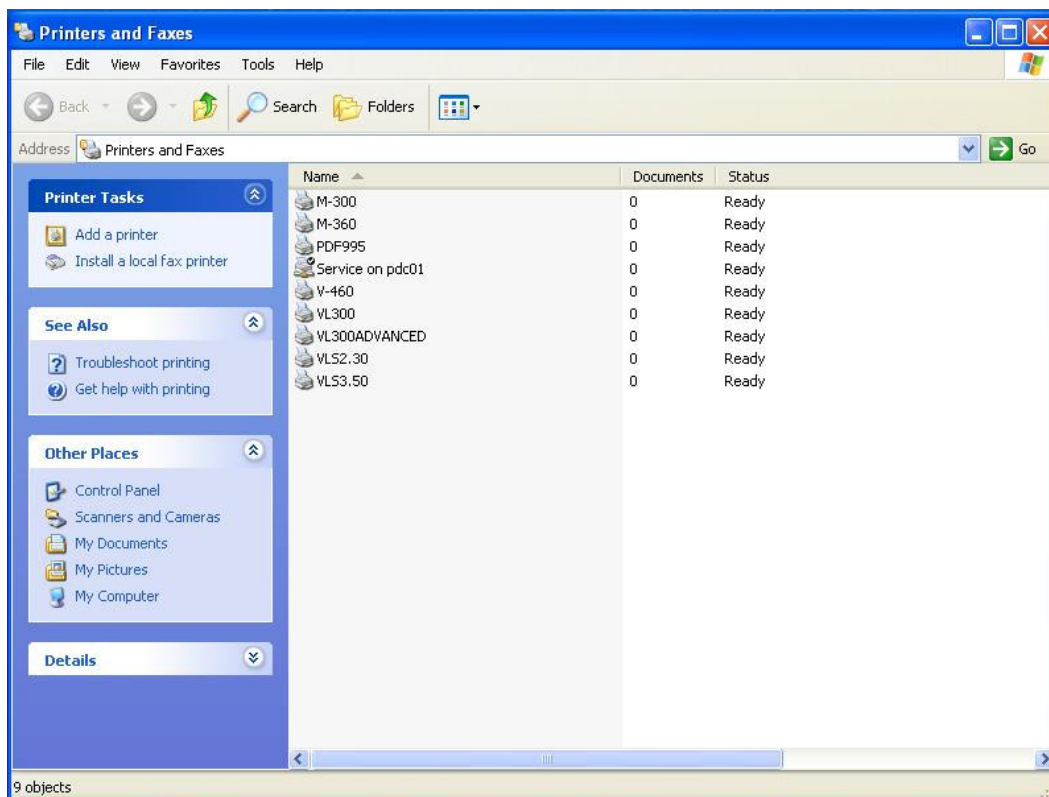 Printers and Faxes
File Edit View Favorites Tools Help
Back Search Folders
Address Printers and Faxes Go
Printer Tasks
Add a printer
Install a local fax printer
See Also
Troubleshoot printing
Get help with printing
Other Places
Control Panel
Scanners and Cameras
My Documents
My Pictures
My Computer
Details
Name Documents Status
M-300 0 Ready
M-360 0 Ready
PDF995 0 Ready
Service on pdc01 0 Ready
V-460 0 Ready
VL300 0 Ready
VL300ADVANCED 0 Ready
VLS2.30 0 Ready
VLS3.50 0 Ready
9 objects